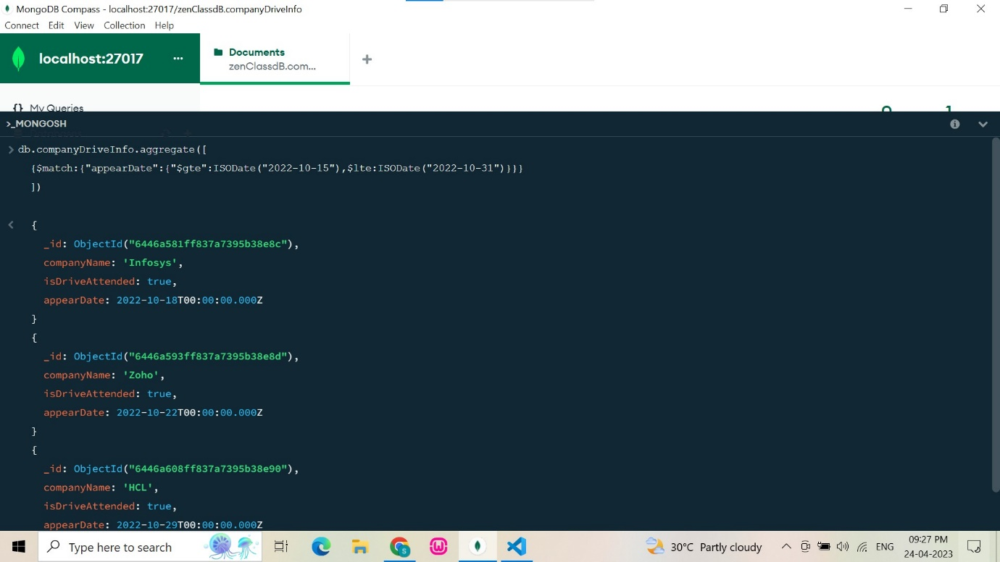 MongoDB Compass - localhost:27017/zenClassdB.companyDriveInfo
Connect Edit View Collection Help
localhost:27017 ...
Documents
zenClassdB.com...
{} My Queries
>_MONGOSH
> db.companyDriveInfo.aggregate([
{$match:{"appearDate":{"$gte":ISODate("2022-10-15"),$lte:ISODate("2022-10-31")}}}
])
< {
_id: ObjectId("6446a581ff837a7395b38e8c"),
companyName: 'Infosys',
isDriveAttended: true,
appearDate: 2022-10-18T00:00:00.000Z
}
{
_id: ObjectId("6446a593ff837a7395b38e8d"),
companyName: 'Zoho',
isDriveAttended: true,
appearDate: 2022-10-22T00:00:00.000Z
}
{
_id: ObjectId("6446a608ff837a7395b38e90"),
companyName: 'HCL',
isDriveAttended: true,
appearDate: 2022-10-29T00:00:00.000Z
Type here to search
30°C Partly cloudy
ENG
09:27 PM
24-04-2023